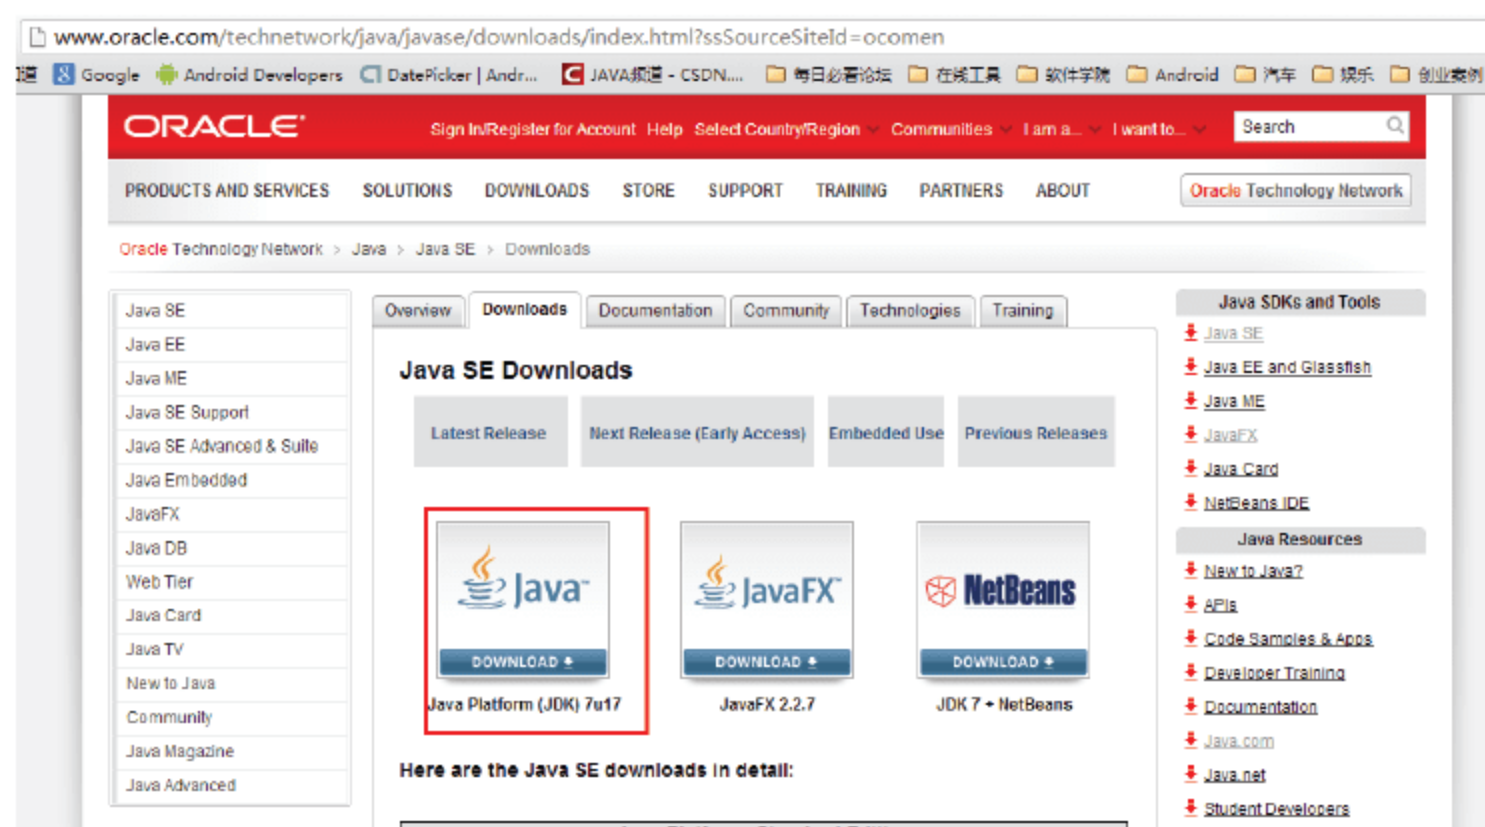 www.oracle.com/technetwork/java/javase/downloads/index.html?ssSourceSiteId=ocomen
道 Google Android Developers DatePicker | Andr... JAVA频道 - CSDN.... 每日必看论坛 在线工具 软件学院 Android 汽车 娱乐 创业案例
ORACLE Sign In/Register for Account Help Select Country/Region Communities I am a... I want to... Search
PRODUCTS AND SERVICES SOLUTIONS DOWNLOADS STORE SUPPORT TRAINING PARTNERS ABOUT Oracle Technology Network
Oracle Technology Network > Java > Java SE > Downloads
Java SE
Java EE
Java ME
Java SE Support
Java SE Advanced & Suite
Java Embedded
JavaFX
Java DB
Web Tier
Java Card
Java TV
New to Java
Community
Java Magazine
Java Advanced
Overview Downloads Documentation Community Technologies Training
Java SE Downloads
Latest Release Next Release (Early Access) Embedded Use Previous Releases
Java™ JavaFX™ NetBeans
DOWNLOAD DOWNLOAD DOWNLOAD
Java Platform (JDK) 7u17 JavaFX 2.2.7 JDK 7 + NetBeans
Here are the Java SE downloads in detail:
Java SDKs and Tools
Java SE
Java EE and Glassfish
Java ME
JavaFX
Java Card
NetBeans IDE
Java Resources
New to Java?
APIs
Code Samples & Apps
Developer Training
Documentation
Java.com
Java.net
Student Developers